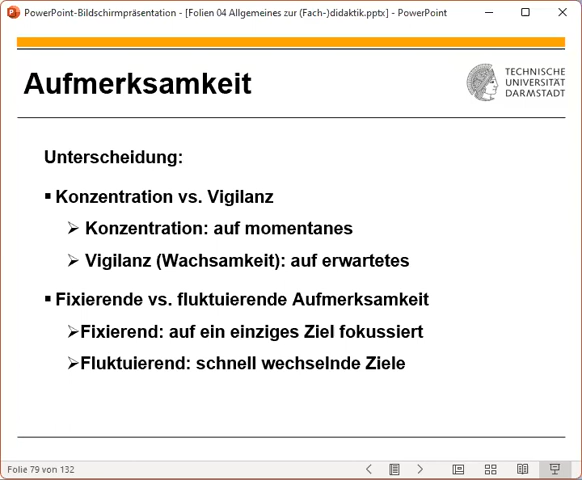 PowerPoint-Bildschirmpräsentation - [Folien 04 Allgemeines zur (Fach-)didaktik.pptx] - PowerPoint
Aufmerksamkeit
TECHNISCHE
UNIVERSITÄT
DARMSTADT
Unterscheidung:
▪ Konzentration vs. Vigilanz
➢ Konzentration: auf momentanes
➢ Vigilanz (Wachsamkeit): auf erwartetes
▪ Fixierende vs. fluktuierende Aufmerksamkeit
➢Fixierend: auf ein einziges Ziel fokussiert
➢Fluktuierend: schnell wechselnde Ziele
Folie 79 von 132